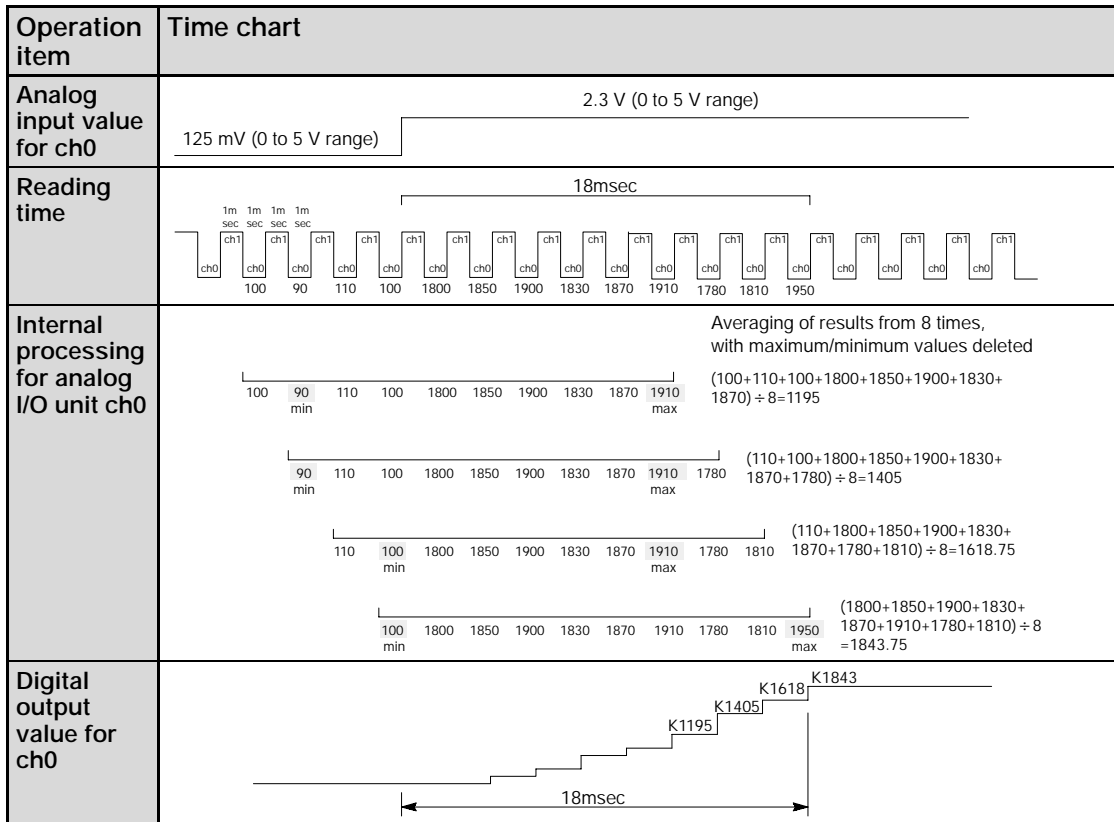 Operation item
Time chart
Analog input value for ch0
2.3 V (0 to 5 V range)
125 mV (0 to 5 V range)
Reading time
18msec
1m 1m 1m 1m
sec sec sec sec
ch1 ch1 ch1 ch1 ch1 ch1 ch1 ch1 ch1 ch1 ch1 ch1 ch1 ch1 ch1 ch1 ch1 ch1
ch0 ch0 ch0 ch0 ch0 ch0 ch0 ch0 ch0 ch0 ch0 ch0 ch0 ch0 ch0 ch0 ch0 ch0
100 90 110 100 1800 1850 1900 1830 1870 1910 1780 1810 1950
Internal processing for analog I/O unit ch0
Averaging of results from 8 times,
with maximum/minimum values deleted
100 90 110 100 1800 1850 1900 1830 1870 1910
min max
(100+110+100+1800+1850+1900+1830+
1870)÷8=1195
90 110 100 1800 1850 1900 1830 1870 1910 1780
min max
(110+100+1800+1850+1900+1830+
1870+1780)÷8=1405
110 100 1800 1850 1900 1830 1870 1910 1780 1810
min max
(110+1800+1850+1900+1830+
1870+1780+1810)÷8=1618.75
100 1800 1850 1900 1830 1870 1910 1780 1810 1950
min max
(1800+1850+1900+1830+
1870+1910+1780+1810)÷8
=1843.75
Digital output value for ch0
K1843
K1618
K1405
K1195
18msec